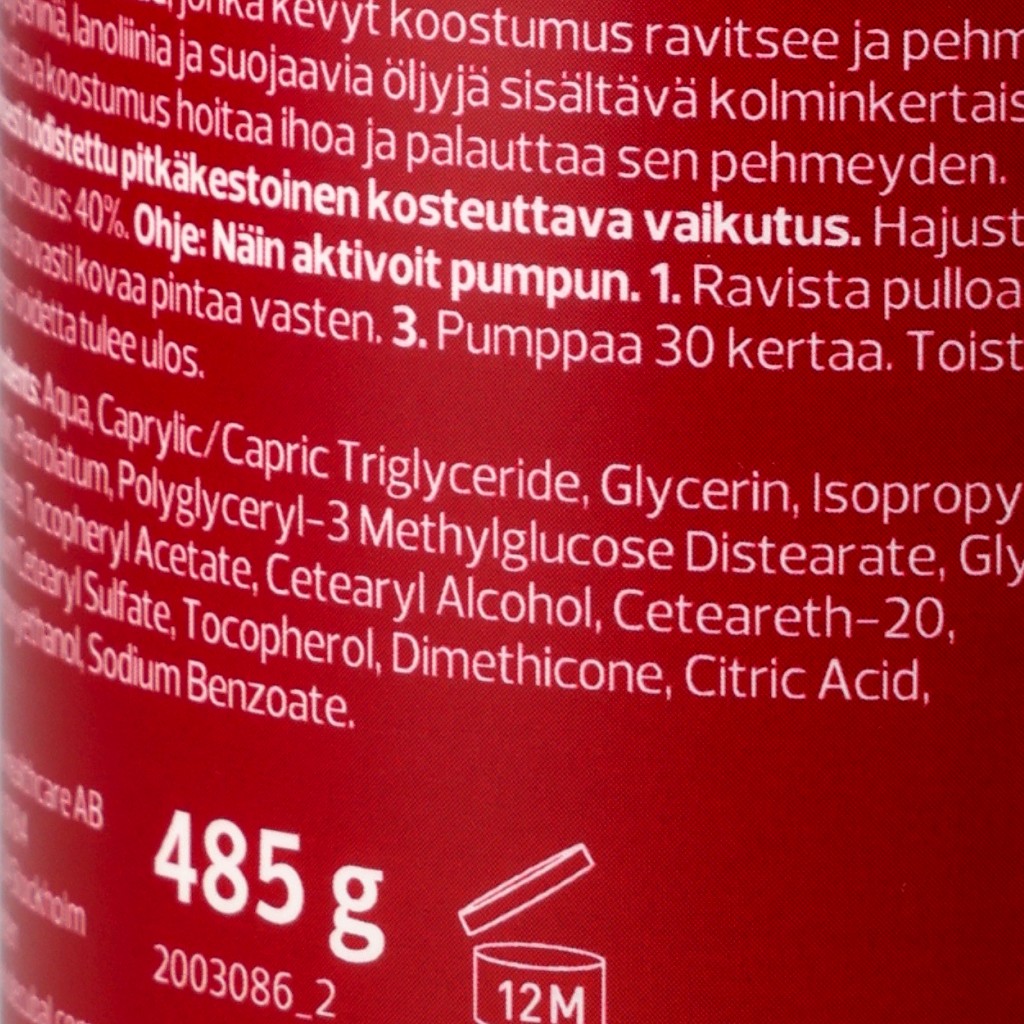 kevyt koostumus ravitsee ja pehm
lanoliinia ja suojaavia öljyjä sisältävä kolminkertais
koostumus hoitaa ihoa ja palauttaa sen pehmeyden.
todistettu pitkäkestoinen kosteuttava vaikutus. Hajust
40%. Ohje: Näin aktivoit pumpun. 1. Ravista pulloa
kovaa pintaa vasten. 3. Pumppaa 30 kertaa. Toist
tulee ulos.
Aqua, Caprylic/Capric Triglyceride, Glycerin, Isopropy
Petrolatum, Polyglyceryl-3 Methylglucose Distearate, Gly
Tocopheryl Acetate, Cetearyl Alcohol, Ceteareth-20,
Cetearyl Sulfate, Tocopherol, Dimethicone, Citric Acid,
Sodium Benzoate.
AB
485 g
2003086_2
12M